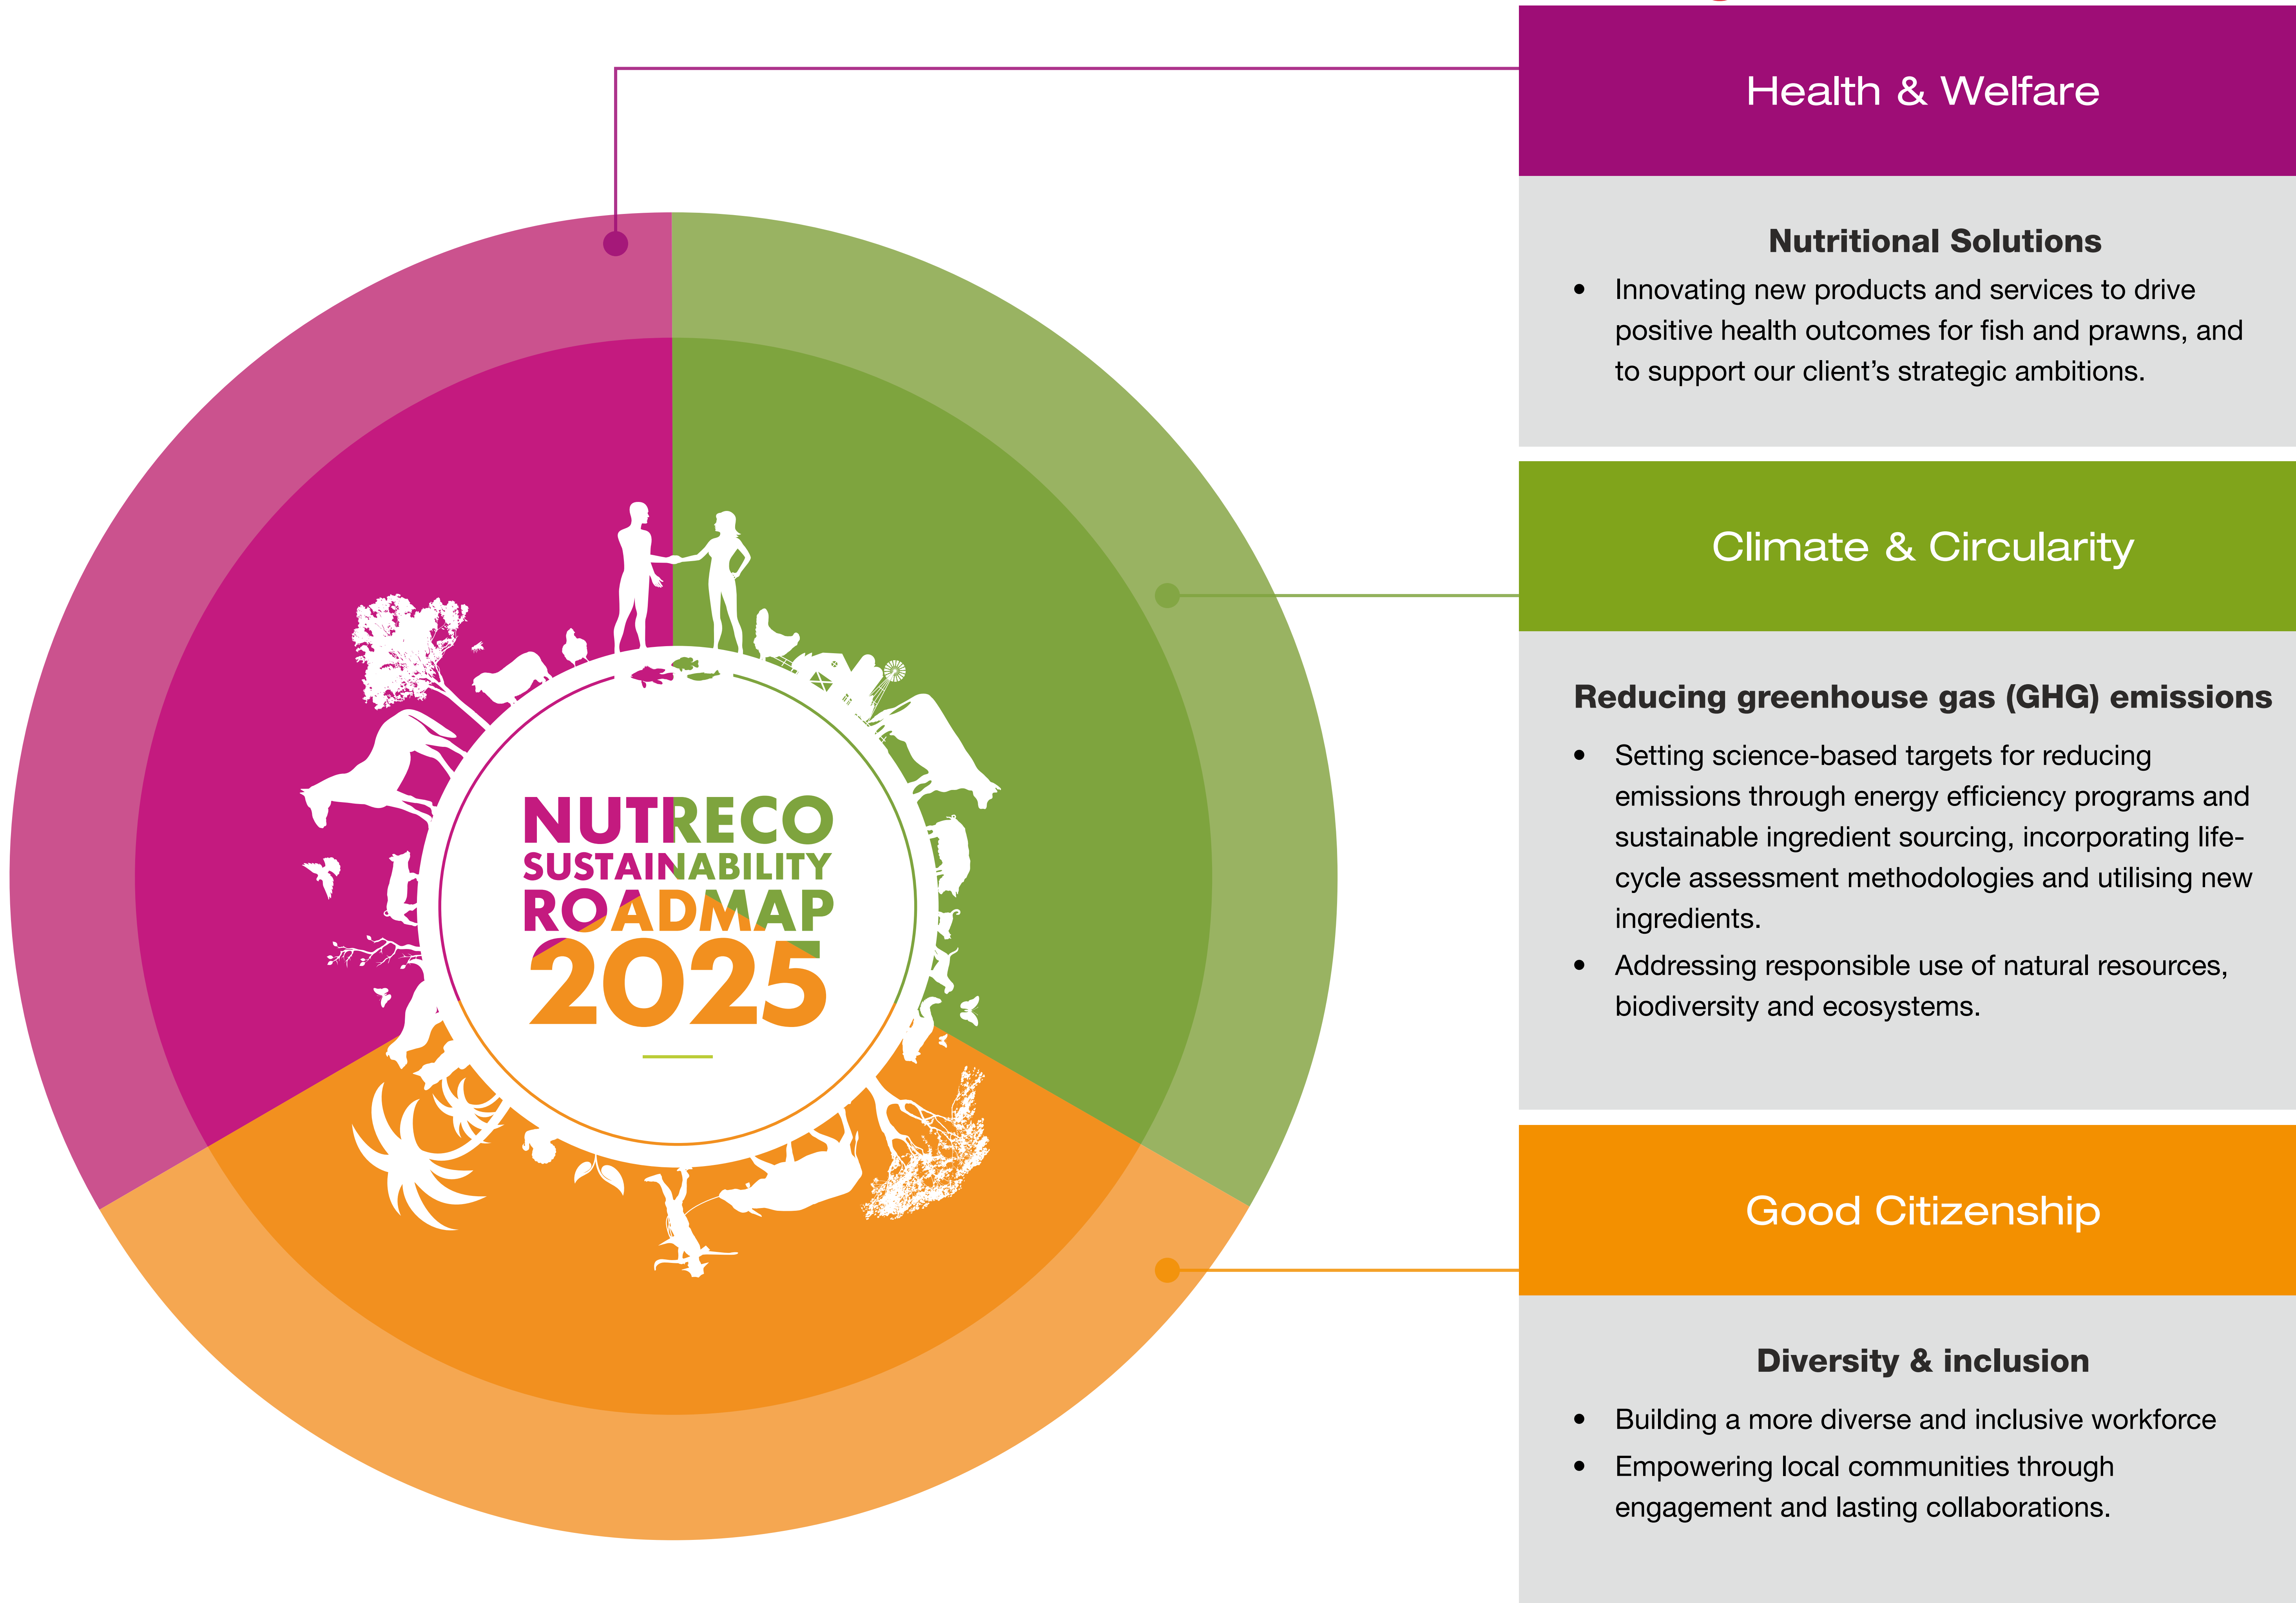 Health & Welfare
Nutritional Solutions
• Innovating new products and services to drive
positive health outcomes for fish and prawns, and
to support our client’s strategic ambitions.
Climate & Circularity
Reducing greenhouse gas (GHG) emissions
• Setting science-based targets for reducing
emissions through energy efficiency programs and
sustainable ingredient sourcing, incorporating life-
cycle assessment methodologies and utilising new
ingredients.
• Addressing responsible use of natural resources,
biodiversity and ecosystems.
Good Citizenship
Diversity & inclusion
• Building a more diverse and inclusive workforce
• Empowering local communities through
engagement and lasting collaborations.
NUTRECO
SUSTAINABILITY
ROADMAP
2025